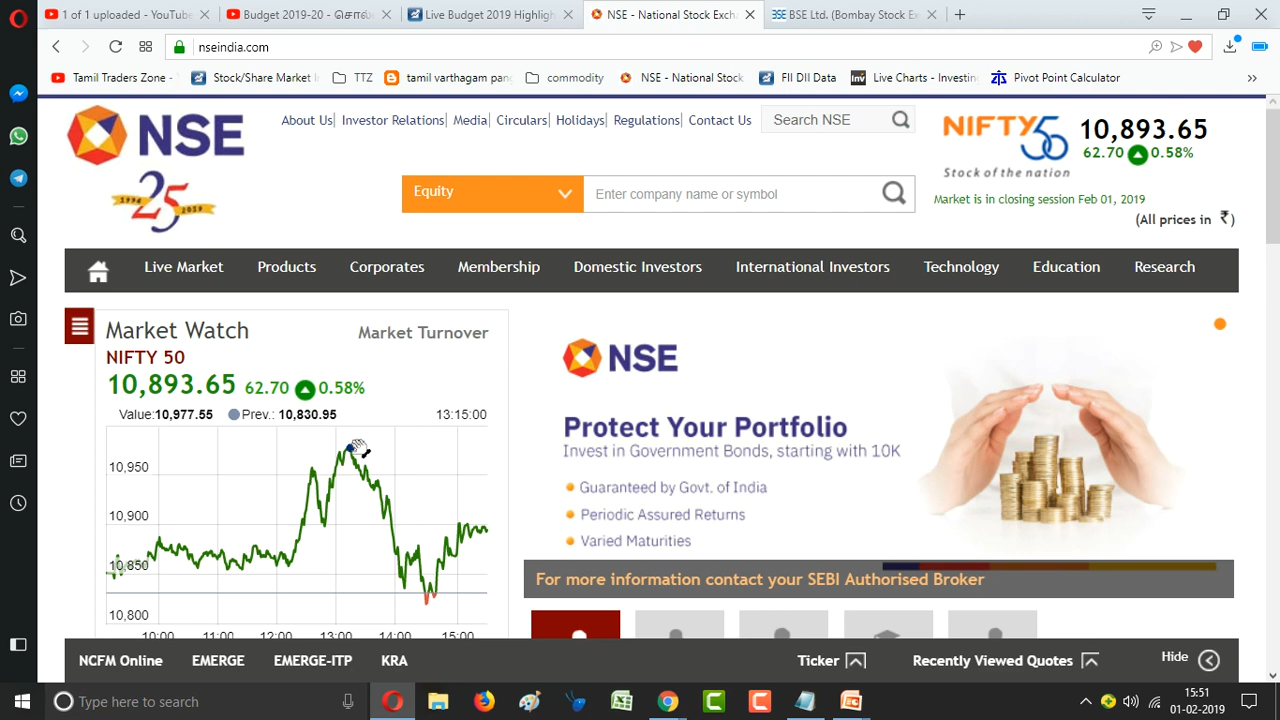 1 of 1 uploaded - YouTube
Budget 2019-20 -
Live Budget 2019 Highligh
NSE - National Stock Exch
BSE Ltd. (Bombay Stock Ex
nseindia.com
Tamil Traders Zone -
Stock/Share Market In
TTZ
tamil varthagam pan
commodity
NSE - National Stock
FII DII Data
Live Charts - Investin
Pivot Point Calculator
NSE
1994 25 2019
About Us| Investor Relations| Media| Circulars| Holidays| Regulations| Contact Us
Search NSE
NIFTY50
Stock of the nation
10,893.65
62.70 0.58%
Equity
Enter company name or symbol
Market is in closing session Feb 01, 2019
(All prices in ₹)
Live Market
Products
Corporates
Membership
Domestic Investors
International Investors
Technology
Education
Research
Market Watch
Market Turnover
NIFTY 50
10,893.65 62.70 0.58%
Value:10,977.55 Prev.: 10,830.95 13:15:00
10,950
10,900
10,850
10,800
10:00 11:00 12:00 13:00 14:00 15:00
NSE
Protect Your Portfolio
Invest in Government Bonds, starting with 10K
Guaranteed by Govt. of India
Periodic Assured Returns
Varied Maturities
For more information contact your SEBI Authorised Broker
NCFM Online
EMERGE
EMERGE-ITP
KRA
Ticker
Recently Viewed Quotes
Hide
Type here to search
15:51
01-02-2019